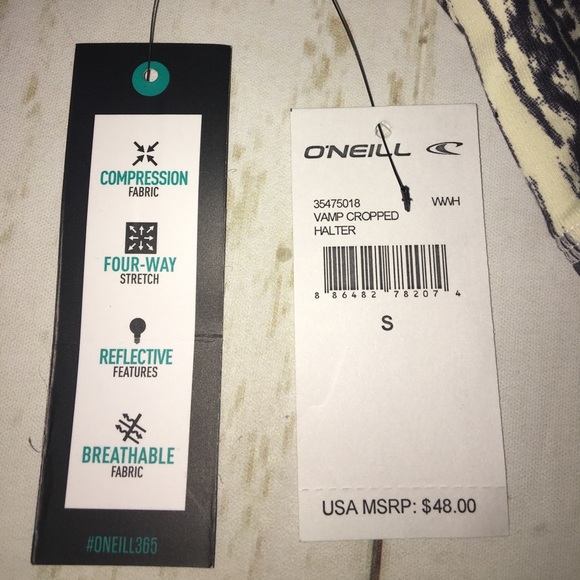 COMPRESSION
FABRIC
FOUR-WAY
STRETCH
REFLECTIVE
FEATURES
BREATHABLE
FABRIC
#ONEILL365
O'NEILL
35475018 WWH
VAMP CROPPED
HALTER
8 86482 78207 4
S
USA MSRP: $48.00